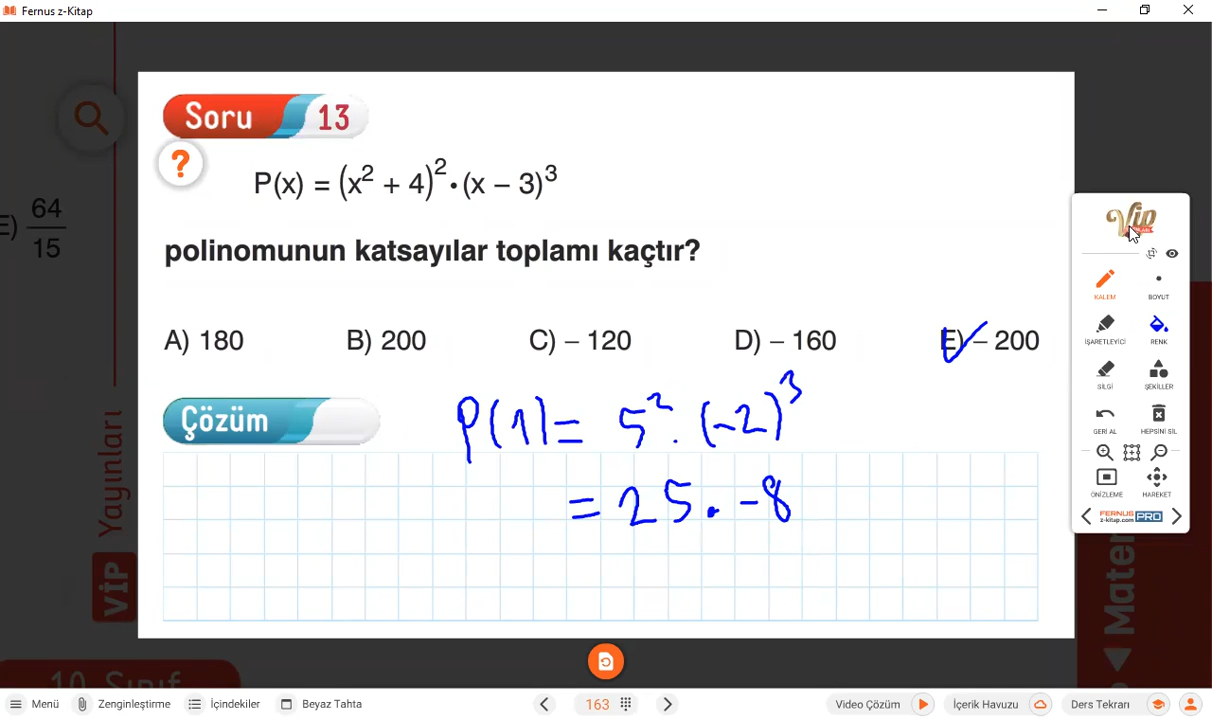 Fernus z-Kitap
Soru 13
?
P(x) = (x² + 4)² · (x – 3)³
E) 64/15
polinomunun katsayılar toplamı kaçtır?
A) 180 B) 200 C) – 120 D) – 160 E) – 200
Çözüm
P(1) = 5² . (-2)³
= 25 . -8
Vip
KALEM BOYUT
İŞARETLEYİCİ RENK
SİLGİ ŞEKİLLER
GERİ AL HEPSİNİ SİL
ÖNİZLEME HAREKET
FERNUS z-kitap.com PRO
VİP Yayınları
Matem
10. Sınıf
Menü Zenginleştirme İçindekiler Beyaz Tahta 163 Video Çözüm İçerik Havuzu Ders Tekrarı